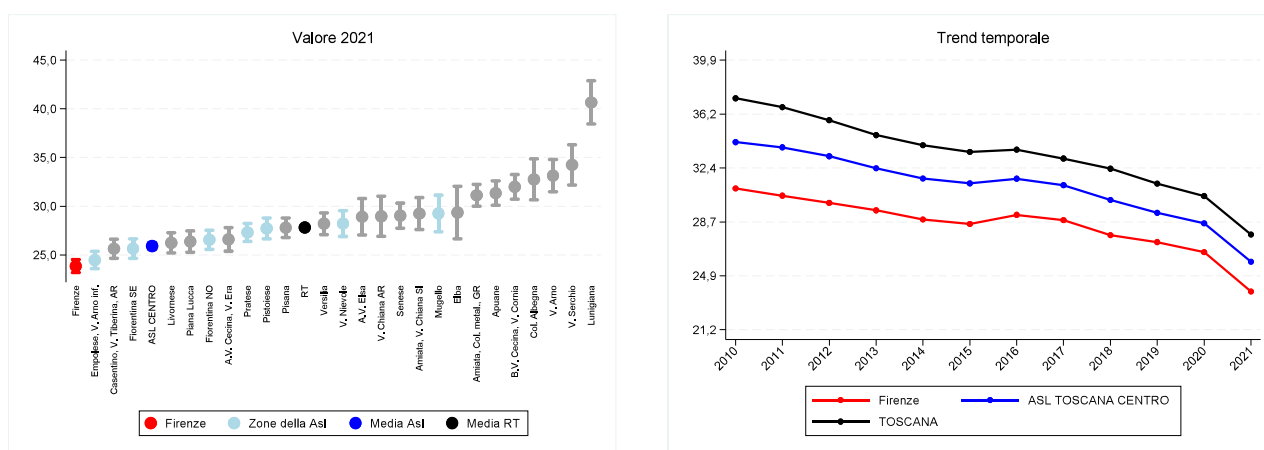 Valore 2021
45,0
40,0
35,0
30,0
25,0
Firenze
Empolese, V. Arno inf.
Casentino, V. Tiberina, AR
Fiorentina SE
ASL CENTRO
Livornese
Piana Lucca
Fiorentina NO
A.V. Cecina, V. Era
Pratese
Pistoiese
Pisana
RT
Versilia
V. Nievole
A.V. Elsa
V. Chiana AR
Senese
Amiata, V. Chiana SI
Mugello
Elba
Amiata, Col. metal., GR
Apuane
B.V. Cecina, V. Cornia
Col. Albegna
V. Arno
V. Serchio
Lunigiana
Firenze
Zone della Asl
Media Asl
Media RT
Trend temporale
39,9
36,2
32,4
28,7
24,9
21,2
2010
2011
2012
2013
2014
2015
2016
2017
2018
2019
2020
2021
Firenze
ASL TOSCANA CENTRO
TOSCANA